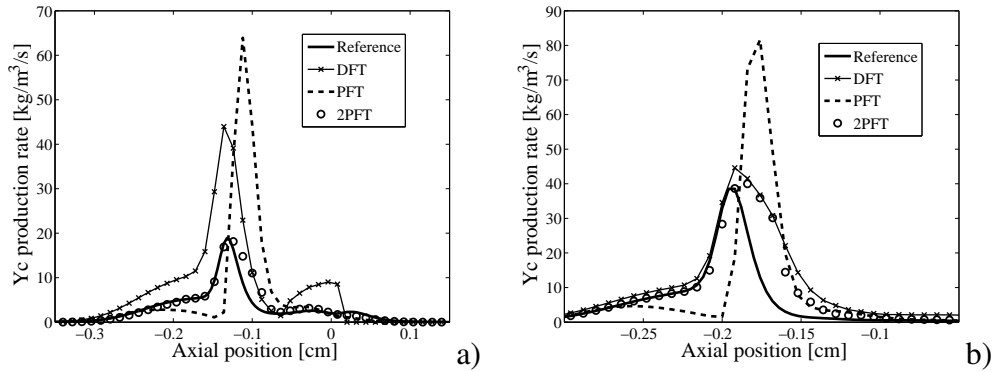 70
60
50
40
30
20
10
0
Yc production rate [kg/m³/s]
−0.3
−0.2
−0.1
0
0.1
Axial position [cm]
Reference
DFT
PFT
2PFT
a)
90
80
70
60
50
40
30
20
10
0
Yc production rate [kg/m³/s]
−0.25
−0.2
−0.15
−0.1
Axial position [cm]
Reference
DFT
PFT
2PFT
b)